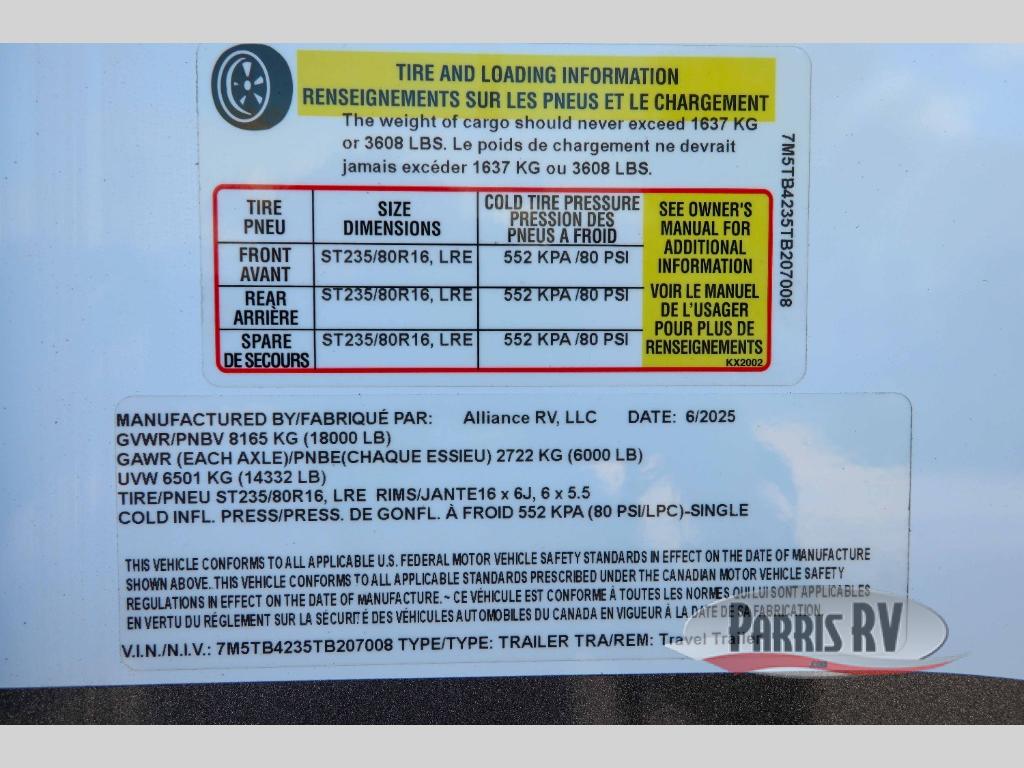 TIRE AND LOADING INFORMATION
RENSEIGNEMENTS SUR LES PNEUS ET LE CHARGEMENT
The weight of cargo should never exceed 1637 KG
or 3608 LBS. Le poids de chargement ne devrait
jamais excéder 1637 KG ou 3608 LBS.
TIRE PNEU SIZE DIMENSIONS COLD TIRE PRESSURE PRESSION DES PNEUS A FROID
FRONT AVANT ST235/80R16, LRE 552 KPA /80 PSI
REAR ARRIÈRE ST235/80R16, LRE 552 KPA /80 PSI
SPARE DE SECOURS ST235/80R16, LRE 552 KPA /80 PSI
SEE OWNER'S
MANUAL FOR
ADDITIONAL
INFORMATION
VOIR LE MANUEL
DE L'USAGER
POUR PLUS DE
RENSEIGNEMENTS
KX2002
7M5TB4235TB207008
MANUFACTURED BY/FABRIQUÉ PAR: Alliance RV, LLC DATE: 6/2025
GVWR/PNBV 8165 KG (18000 LB)
GAWR (EACH AXLE)/PNBE(CHAQUE ESSIEU) 2722 KG (6000 LB)
UVW 6501 KG (14332 LB)
TIRE/PNEU ST235/80R16, LRE RIMS/JANTE16 x 6J, 6 x 5.5
COLD INFL. PRESS/PRESS. DE GONFL. À FROID 552 KPA (80 PSI/LPC)-SINGLE
THIS VEHICLE CONFORMS TO ALL APPLICABLE U.S. FEDERAL MOTOR VEHICLE SAFETY STANDARDS IN EFFECT ON THE DATE OF MANUFACTURE
SHOWN ABOVE. THIS VEHICLE CONFORMS TO ALL APPLICABLE STANDARDS PRESCRIBED UNDER THE CANADIAN MOTOR VEHICLE SAFETY
REGULATIONS IN EFFECT ON THE DATE OF MANUFACTURE. ~ CE VÉHICULE EST CONFORME À TOUTES LES NORMES QUI LUI SONT APPLICABLES
EN VERTU DU RÉGLEMENT SUR LA SÉCURITÉ DES VÉHICULES AUTOMOBILES DU CANADA EN VIGUEUR À LA DATE DE SA FABRICATION.
V.I.N./N.I.V.: 7M5TB4235TB207008 TYPE/TYPE: TRAILER TRA/REM: Travel Trailer
PARRIS RV
.com